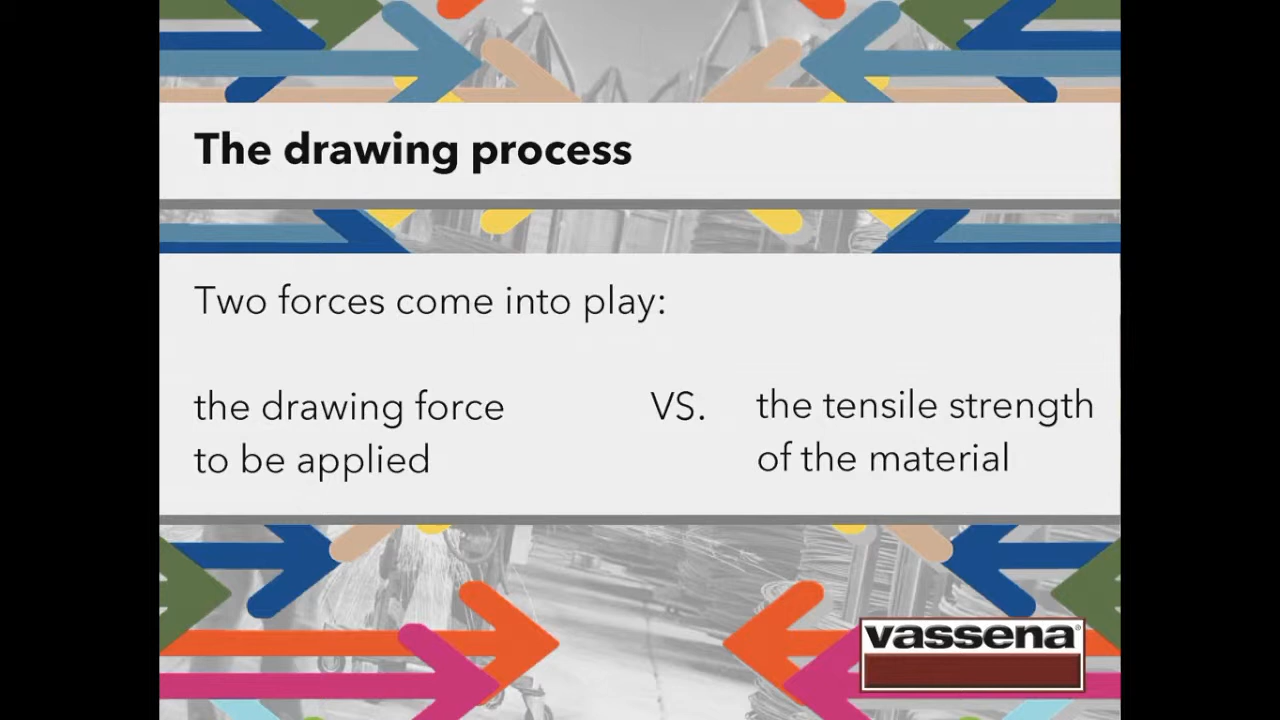 The drawing process
Two forces come into play:
the drawing force
to be applied
VS.
the tensile strength
of the material
vassena®